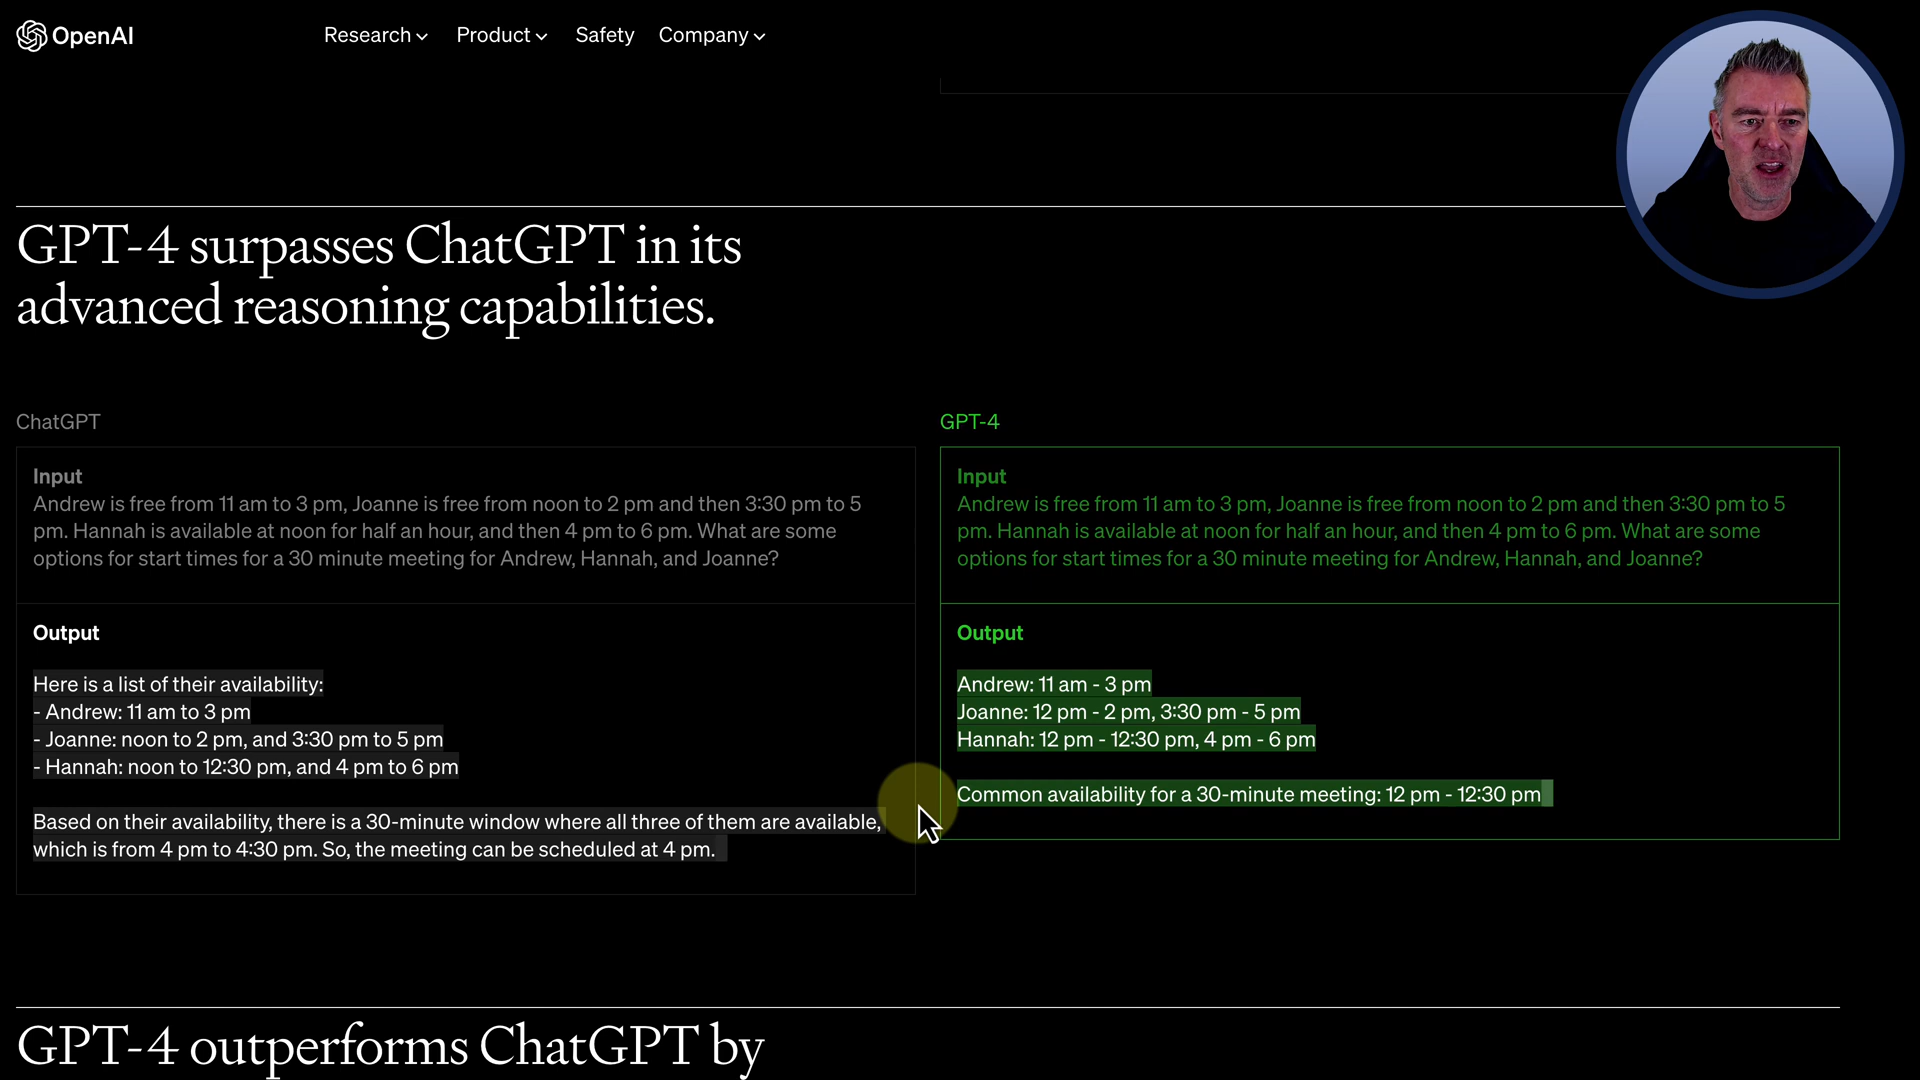 OpenAI
Research Product Safety Company
GPT-4 surpasses ChatGPT in its
advanced reasoning capabilities.
ChatGPT
Input
Andrew is free from 11 am to 3 pm, Joanne is free from noon to 2 pm and then 3:30 pm to 5
pm. Hannah is available at noon for half an hour, and then 4 pm to 6 pm. What are some
options for start times for a 30 minute meeting for Andrew, Hannah, and Joanne?
Output
Here is a list of their availability:
- Andrew: 11 am to 3 pm
- Joanne: noon to 2 pm, and 3:30 pm to 5 pm
- Hannah: noon to 12:30 pm, and 4 pm to 6 pm
Based on their availability, there is a 30-minute window where all three of them are available,
which is from 4 pm to 4:30 pm. So, the meeting can be scheduled at 4 pm.
GPT-4
Input
Andrew is free from 11 am to 3 pm, Joanne is free from noon to 2 pm and then 3:30 pm to 5
pm. Hannah is available at noon for half an hour, and then 4 pm to 6 pm. What are some
options for start times for a 30 minute meeting for Andrew, Hannah, and Joanne?
Output
Andrew: 11 am - 3 pm
Joanne: 12 pm - 2 pm, 3:30 pm - 5 pm
Hannah: 12 pm - 12:30 pm, 4 pm - 6 pm
Common availability for a 30-minute meeting: 12 pm - 12:30 pm
GPT-4 outperforms ChatGPT by